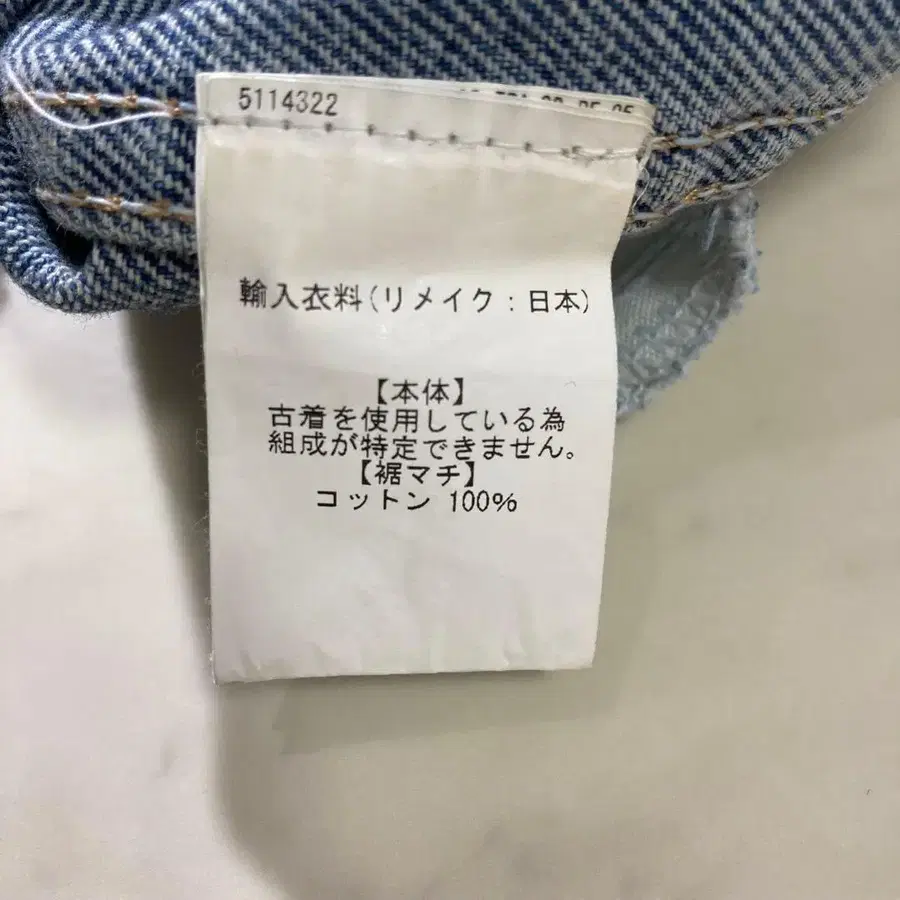 5114322
輸入衣料(リメイク:日本)
【本体】
古着を使用している為
組成が特定できません。
【裾マチ】
コットン 100%